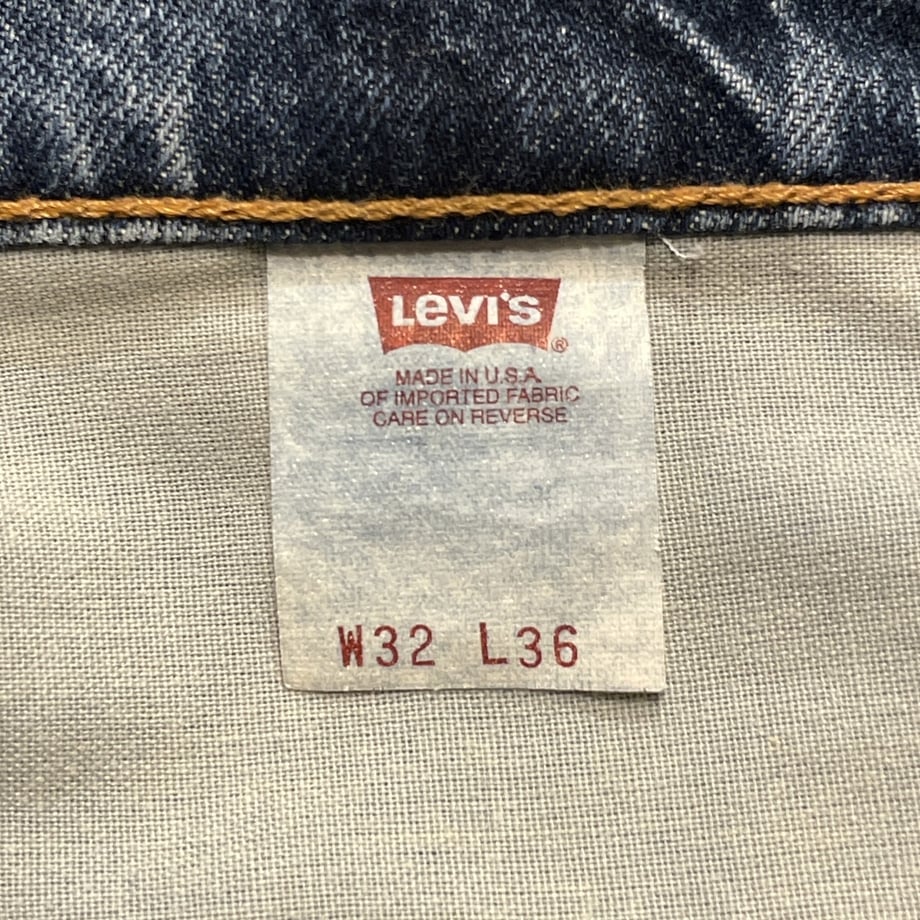 LEVI'S ®
MADE IN U.S.A.
OF IMPORTED FABRIC
CARE ON REVERSE
W32 L36